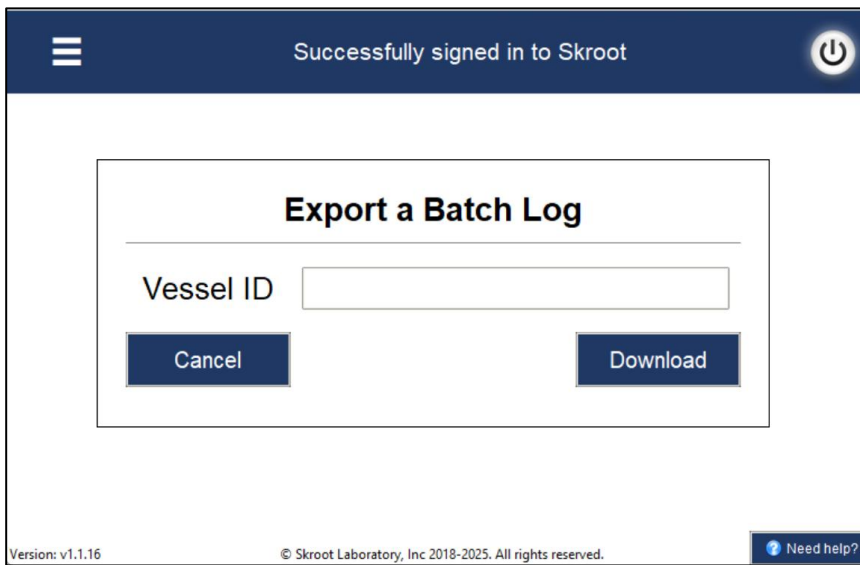 Successfully signed in to Skroot
Export a Batch Log
Vessel ID
Cancel Download
Version: v1.1.16 © Skroot Laboratory, Inc 2018-2025. All rights reserved. Need help?